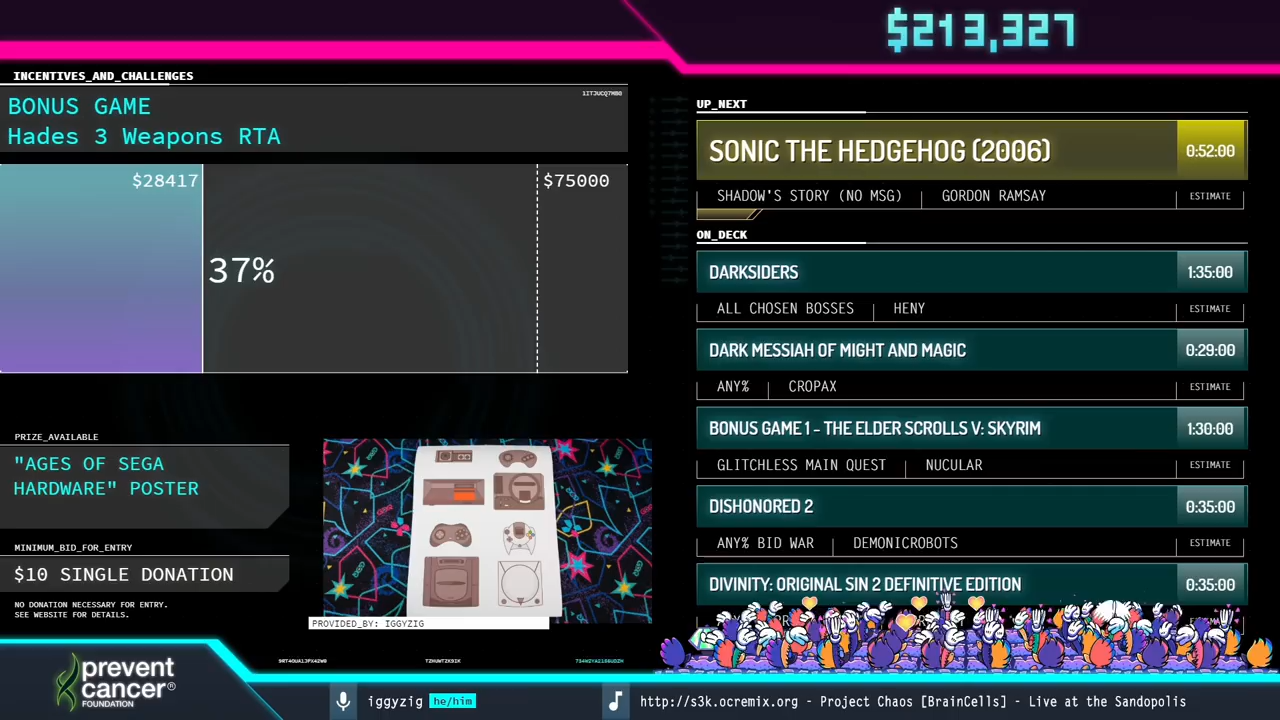 $213,327
INCENTIVES_AND_CHALLENGES
BONUS GAME
Hades 3 Weapons RTA
$28417
$75000
37%
PRIZE_AVAILABLE
"AGES OF SEGA
HARDWARE" POSTER
MINIMUM_BID_FOR_ENTRY
$10 SINGLE DONATION
NO DONATION NECESSARY FOR ENTRY.
SEE WEBSITE FOR DETAILS.
PROVIDED_BY: IGGYZIG
UP_NEXT
SONIC THE HEDGEHOG (2006) 0:52:00
SHADOW'S STORY (NO MSG) GORDON RAMSAY ESTIMATE
ON_DECK
DARKSIDERS 1:35:00
ALL CHOSEN BOSSES HENY ESTIMATE
DARK MESSIAH OF MIGHT AND MAGIC 0:29:00
ANY% CROPAX ESTIMATE
BONUS GAME 1 - THE ELDER SCROLLS V: SKYRIM 1:30:00
GLITCHLESS MAIN QUEST NUCULAR ESTIMATE
DISHONORED 2 0:35:00
ANY% BID WAR DEMONICROBOTS ESTIMATE
DIVINITY: ORIGINAL SIN 2 DEFINITIVE EDITION 0:35:00
prevent
cancer®
FOUNDATION
iggyzig he/him
http://s3k.ocremix.org - Project Chaos [BrainCells] - Live at the Sandopolis